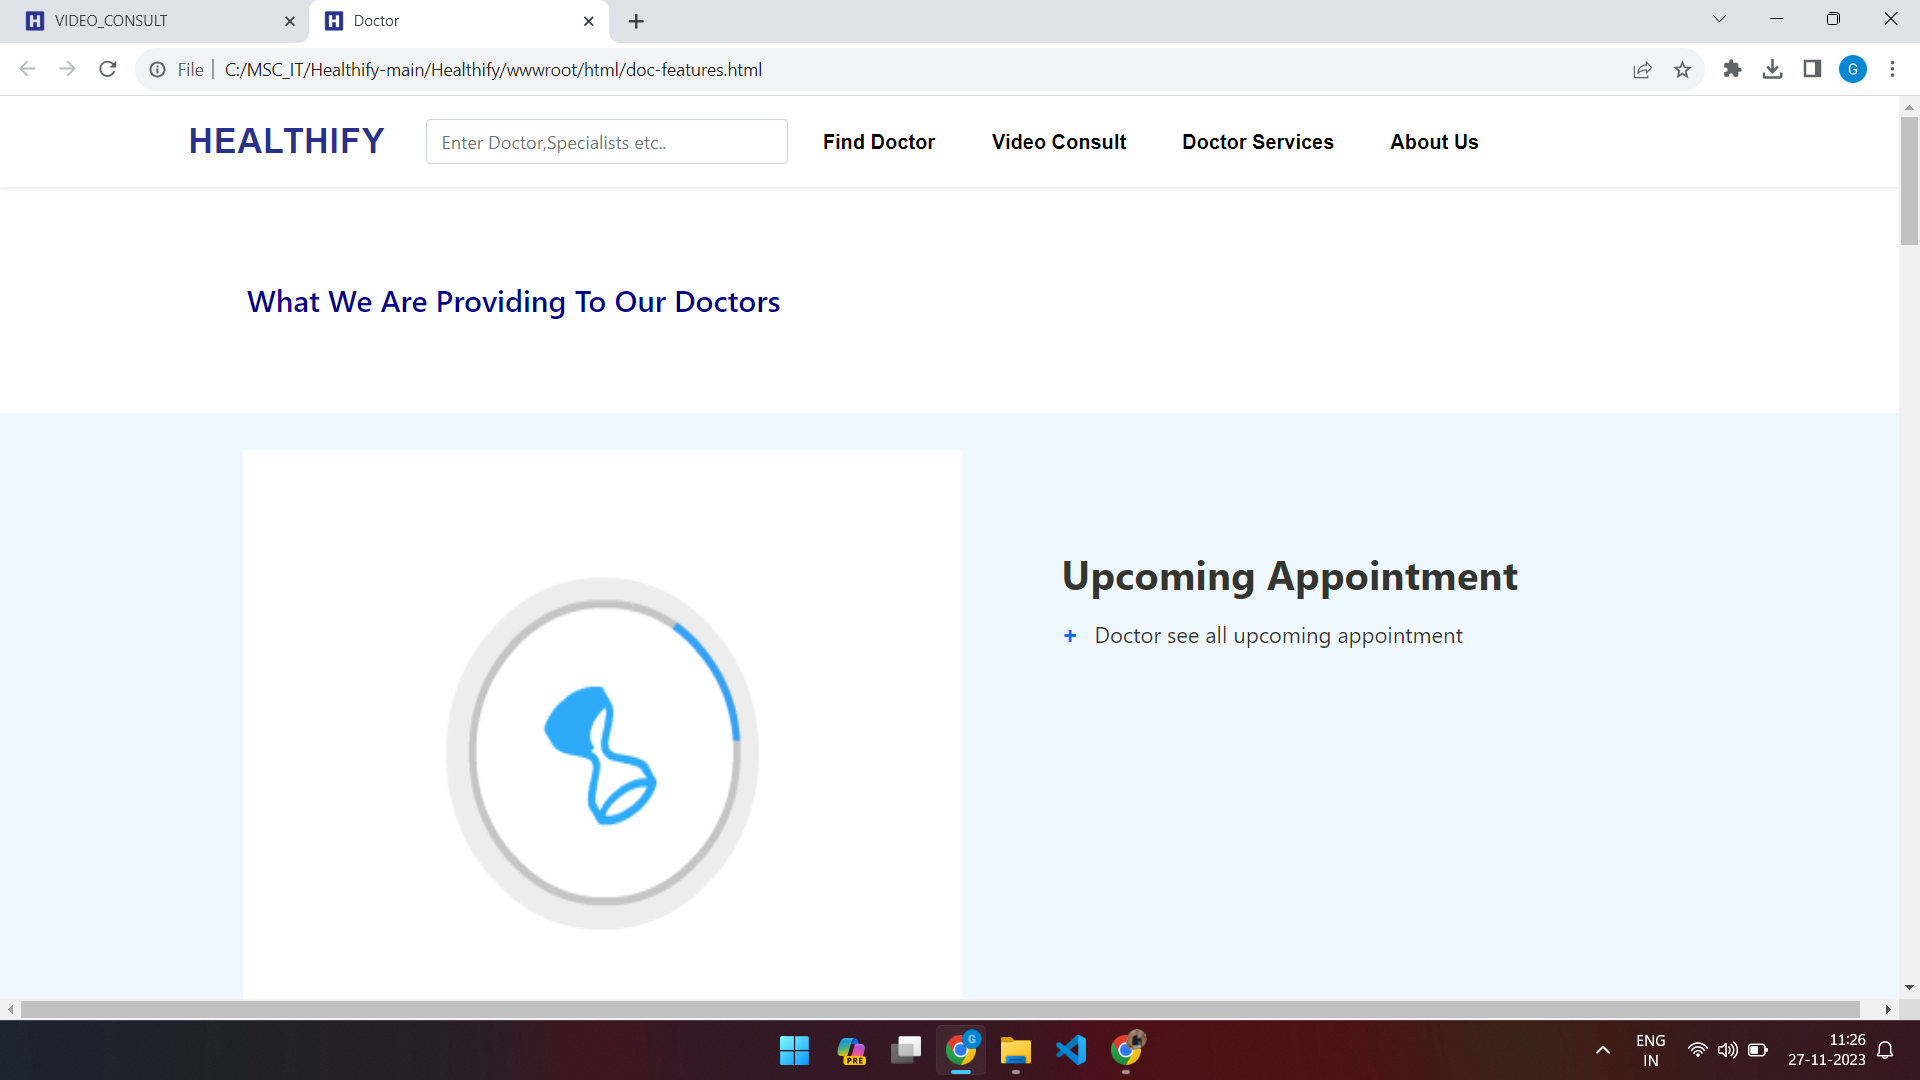 H VIDEO_CONSULT
H Doctor
File C:/MSC_IT/Healthify-main/Healthify/wwwroot/html/doc-features.html
G
HEALTHIFY
Enter Doctor,Specialists etc..
Find Doctor
Video Consult
Doctor Services
About Us
What We Are Providing To Our Doctors
Upcoming Appointment
+ Doctor see all upcoming appointment
PRE
G
ENG
IN
11:26
27-11-2023